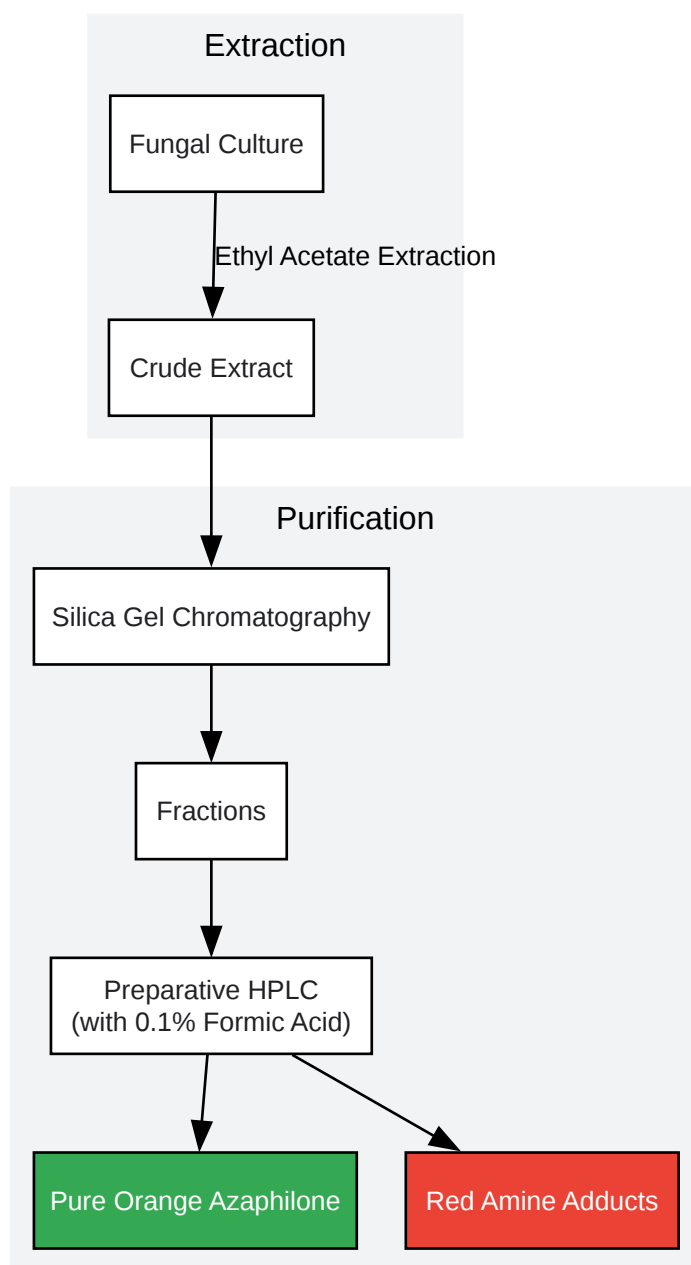 Extraction
Fungal Culture
Ethyl Acetate Extraction
Crude Extract
Purification
Silica Gel Chromatography
Fractions
Preparative HPLC
(with 0.1% Formic Acid)
Pure Orange Azaphilone
Red Amine Adducts